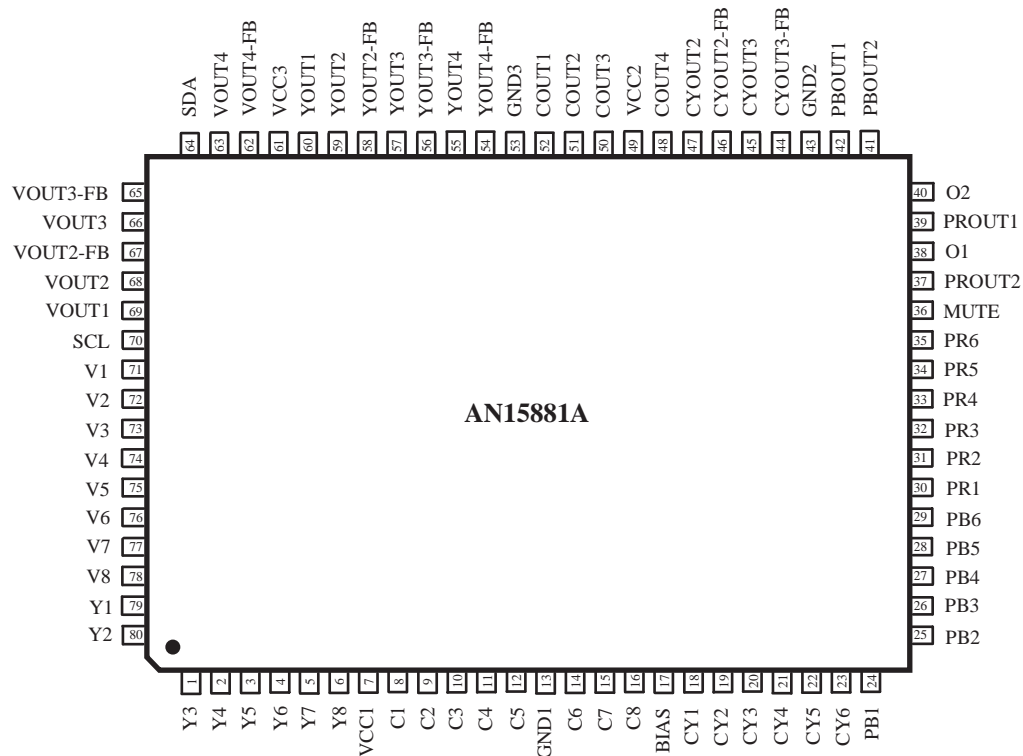 SDA
VOUT4
VOUT4-FB
VCC3
YOUT1
YOUT2
YOUT2-FB
YOUT3
YOUT3-FB
YOUT4
YOUT4-FB
GND3
COUT1
COUT2
COUT3
VCC2
COUT4
CYOUT2
CYOUT2-FB
CYOUT3
CYOUT3-FB
GND2
PBOUT1
PBOUT2
64 63 62 61 60 59 58 57 56 55 54 53 52 51 50 49 48 47 46 45 44 43 42 41
VOUT3-FB 65
VOUT3 66
VOUT2-FB 67
VOUT2 68
VOUT1 69
SCL 70
V1 71
V2 72
V3 73
V4 74
V5 75
V6 76
V7 77
V8 78
Y1 79
Y2 80
AN15881A
40 O2
39 PROUT1
38 O1
37 PROUT2
36 MUTE
35 PR6
34 PR5
33 PR4
32 PR3
31 PR2
30 PR1
29 PB6
28 PB5
27 PB4
26 PB3
25 PB2
1 2 3 4 5 6 7 8 9 10 11 12 13 14 15 16 17 18 19 20 21 22 23 24
Y3
Y4
Y5
Y6
Y7
Y8
VCC1
C1
C2
C3
C4
C5
GND1
C6
C7
C8
BIAS
CY1
CY2
CY3
CY4
CY5
CY6
PB1